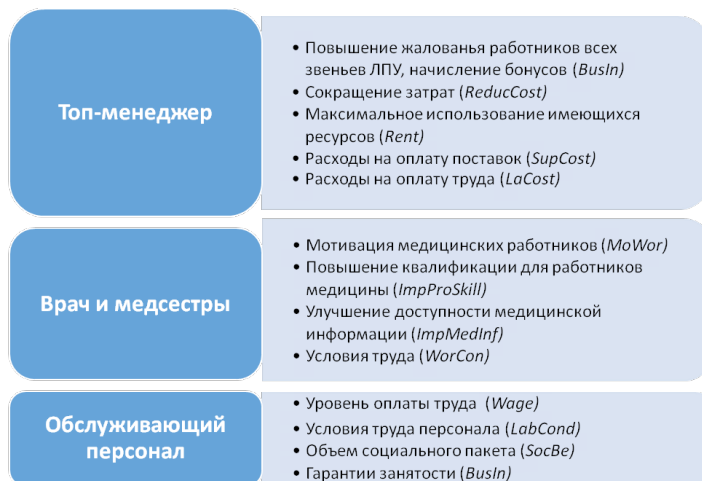 Топ-менеджер
• Повышение жалованья работников всех
звеньев ЛПУ, начисление бонусов (BusIn)
• Сокращение затрат (ReducCost)
• Максимальное использование имеющихся
ресурсов (Rent)
• Расходы на оплату поставок (SupCost)
• Расходы на оплату труда (LaCost)
Врач и медсестры
• Мотивация медицинских работников (MoWor)
• Повышение квалификации для работников
медицины (ImpProSkill)
• Улучшение доступности медицинской
информации (ImpMedInf)
• Условия труда (WorCon)
Обслуживающий
персонал
• Уровень оплаты труда (Wage)
• Условия труда персонала (LabCond)
• Объем социального пакета (SocBe)
• Гарантии занятости (BusIn)